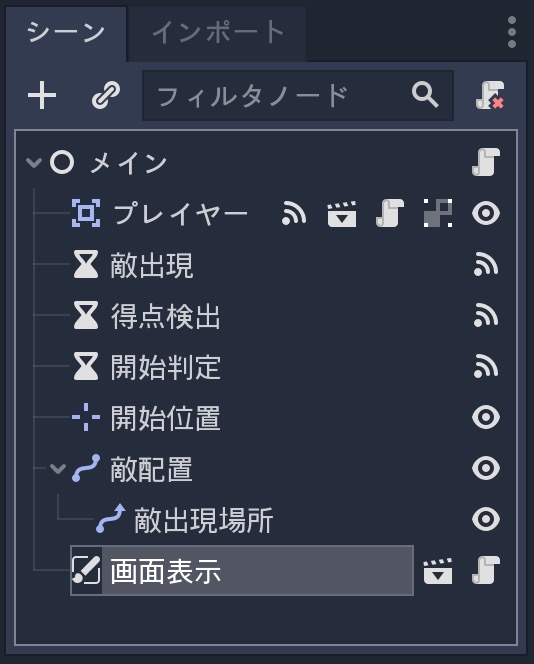 シーン インポート
フィルタノード
メイン
プレイヤー
敵出現
得点検出
開始判定
開始位置
敵配置
敵出現場所
画面表示